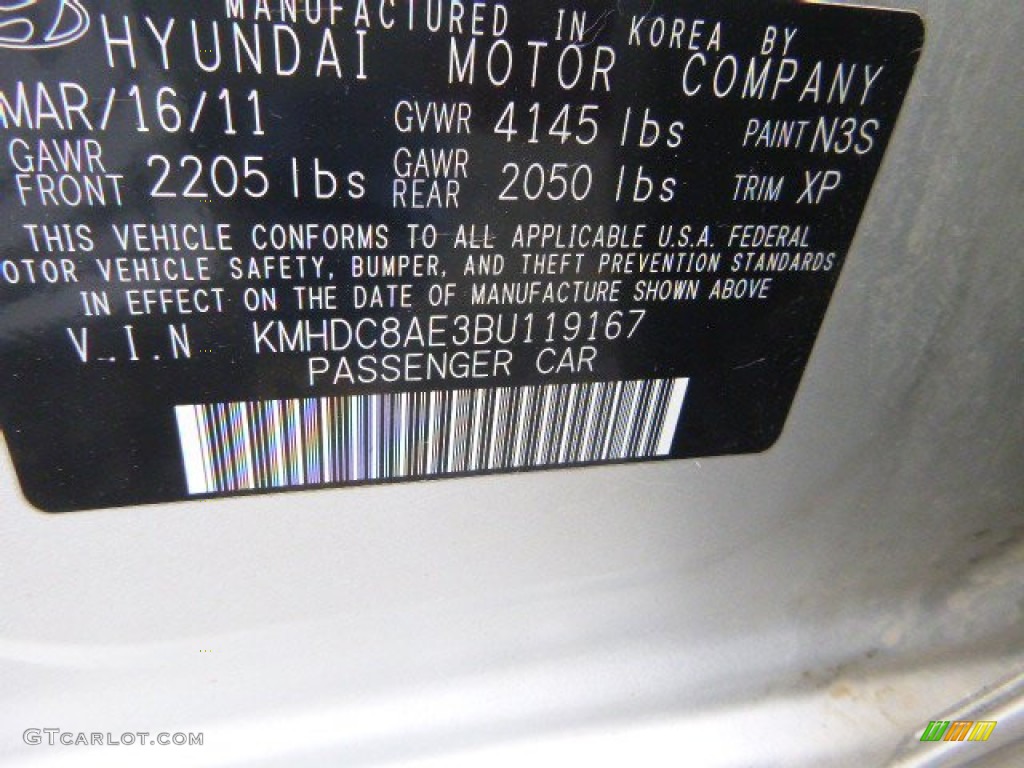 MANUFACTURED IN KOREA BY
HYUNDAI MOTOR COMPANY
MAR/16/11 GVWR 4145 lbs PAINT N3S
GAWR FRONT 2205 lbs GAWR REAR 2050 lbs TRIM XP
THIS VEHICLE CONFORMS TO ALL APPLICABLE U.S.A. FEDERAL
OTOR VEHICLE SAFETY, BUMPER, AND THEFT PREVENTION STANDARDS
IN EFFECT ON THE DATE OF MANUFACTURE SHOWN ABOVE
V.I.N KMHDC8AE3BU119167
PASSENGER CAR
GTCARLOT.COM